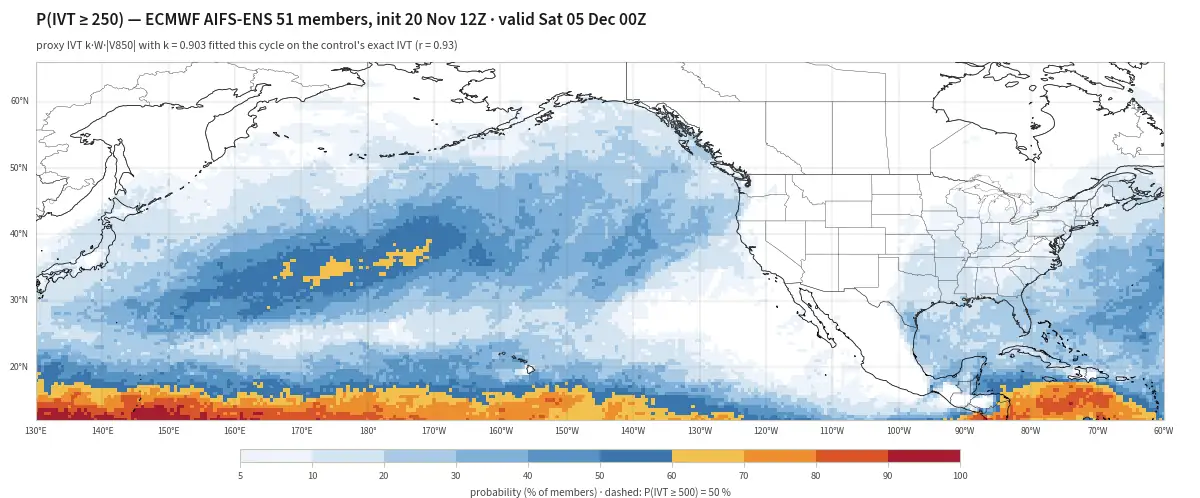 P(IVT ≥ 250) — ECMWF AIFS-ENS 51 members, init 20 Nov 12Z · valid Sat 05 Dec 00Z
proxy IVT k·W·|V850| with k = 0.903 fitted this cycle on the control's exact IVT (r = 0.93)
60°N
50°N
40°N
30°N
20°N
130°E 140°E 150°E 160°E 170°E 180° 170°W 160°W 150°W 140°W 130°W 120°W 110°W 100°W 90°W 80°W 70°W 60°W
5 10 20 30 40 50 60 70 80 90 100
probability (% of members) · dashed: P(IVT ≥ 500) = 50 %